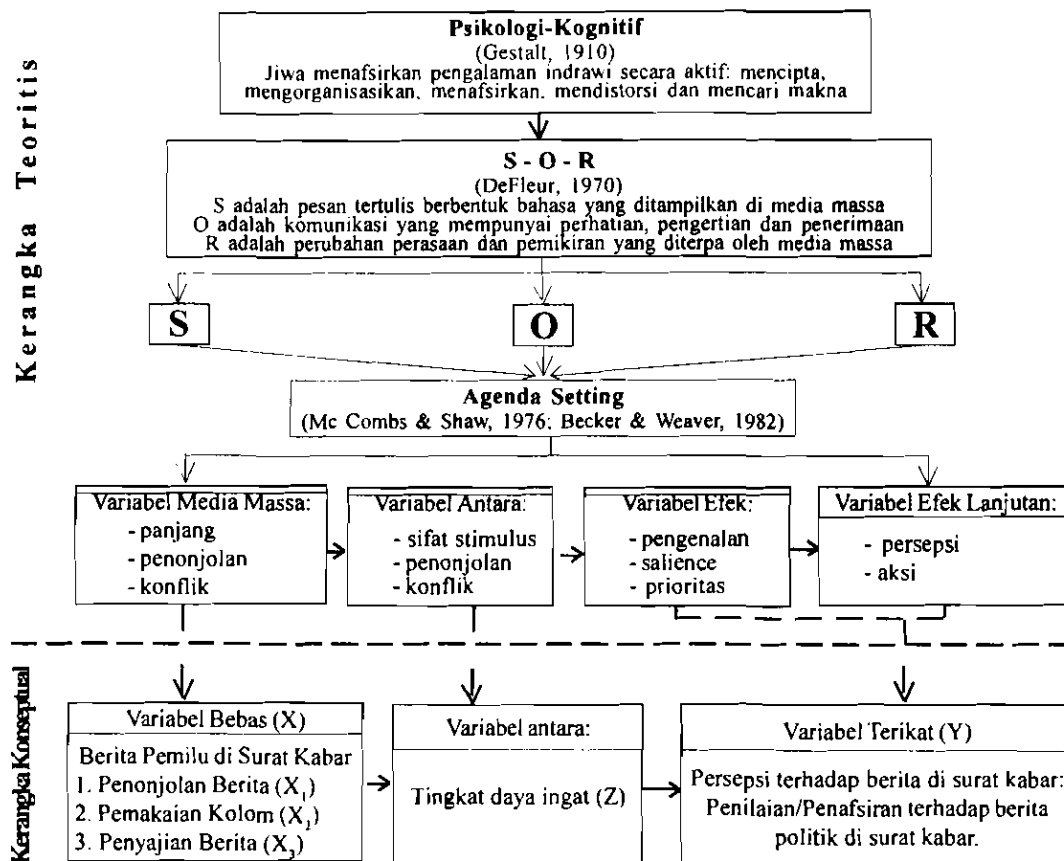 Kerangka Teoritis
Psikologi-Kognitif
(Gestalt, 1910)
Jiwa menafsirkan pengalaman indrawi secara aktif: mencipta,
mengorganisasikan, menafsirkan, mendistorsi dan mencari makna
S - O - R
(DeFleur, 1970)
S adalah pesan tertulis berbentuk bahasa yang ditampilkan di media massa
O adalah komunikasi yang mempunyai perhatian, pengertian dan penerimaan
R adalah perubahan perasaan dan pemikiran yang diterpa oleh media massa
S
O
R
Agenda Setting
(Mc Combs & Shaw, 1976; Becker & Weaver, 1982)
Variabel Media Massa:
- panjang
- penonjolan
- konflik
Variabel Antara:
- sifat stimulus
- penonjolan
- konflik
Variabel Efek:
- pengenalan
- salience
- prioritas
Variabel Efek Lanjutan:
- persepsi
- aksi
Kerangka Konseptual
Variabel Bebas (X)
Berita Pemilu di Surat Kabar
1. Penonjolan Berita (X₁)
2. Pemakaian Kolom (X₂)
3. Penyajian Berita (X₃)
Variabel antara:
Tingkat daya ingat (Z)
Variabel Terikat (Y)
Persepsi terhadap berita di surat kabar:
Penilaian/Penafsiran terhadap berita
politik di surat kabar.